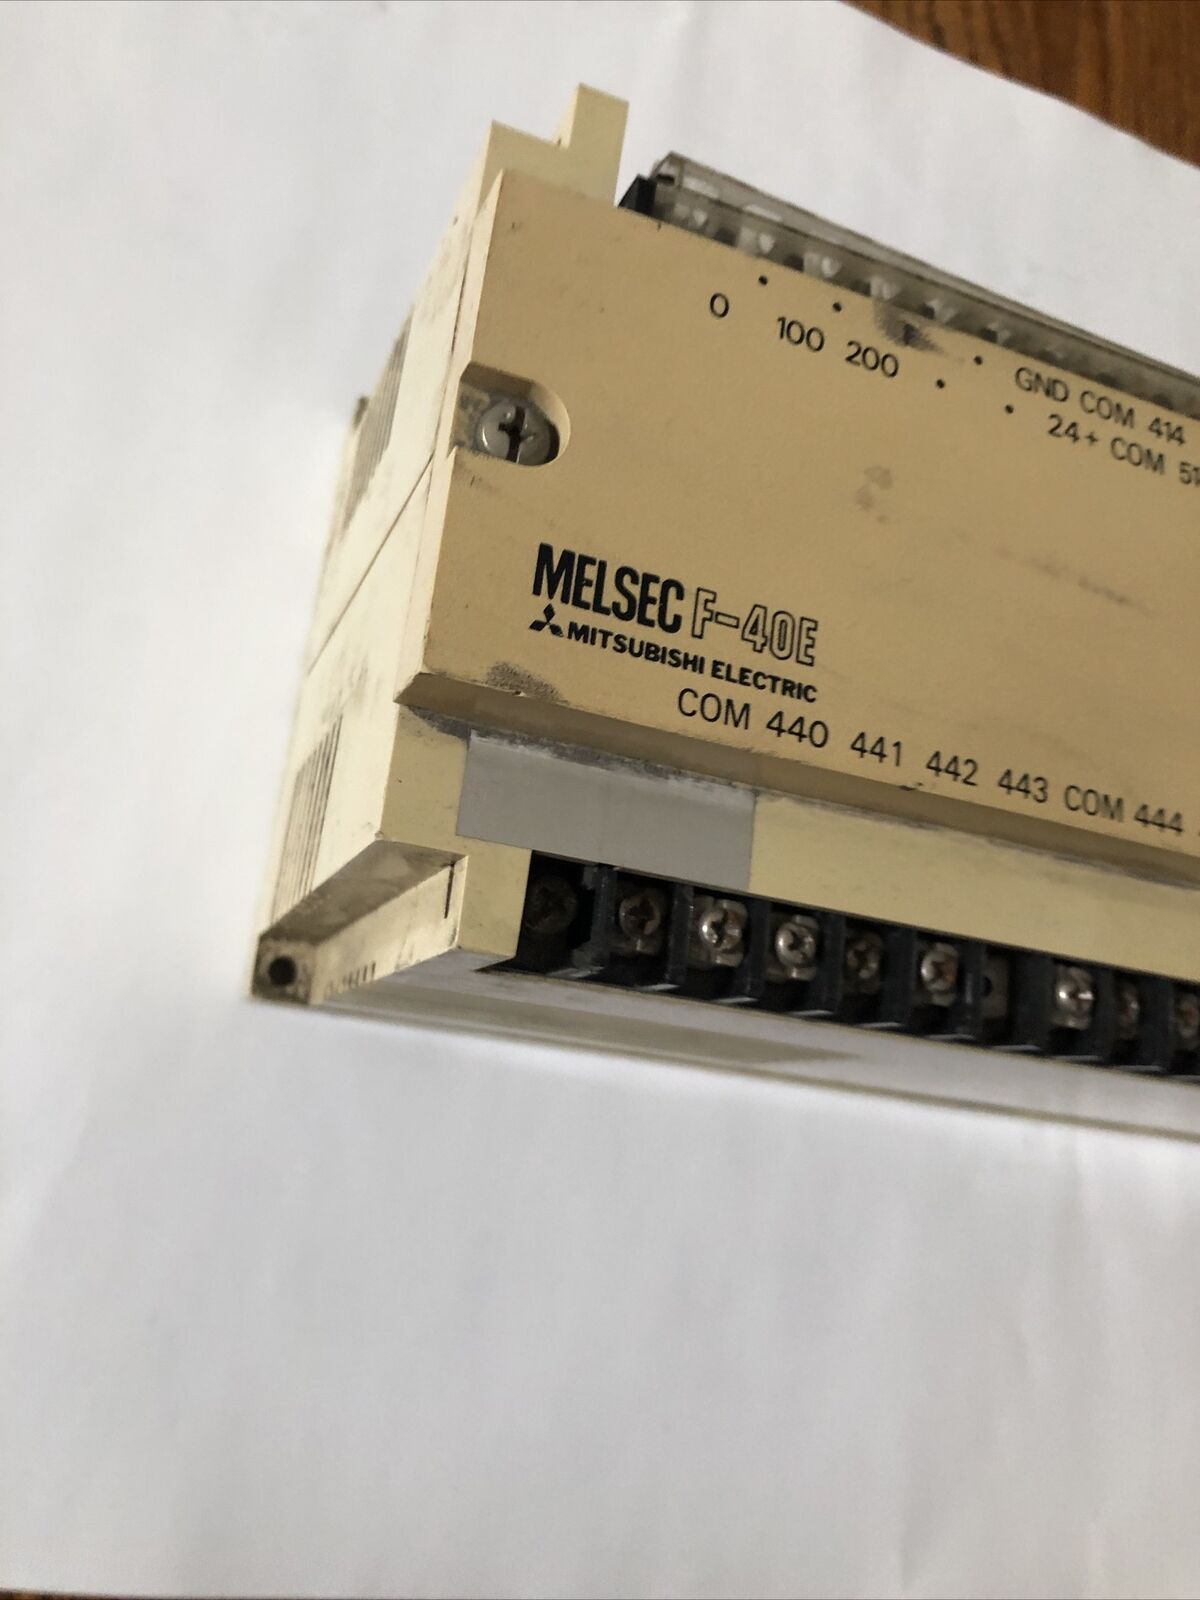 0 100 200 GND COM 414
24+ COM
MELSEC F-40E
MITSUBISHI ELECTRIC
COM 440 441 442 443 COM 444